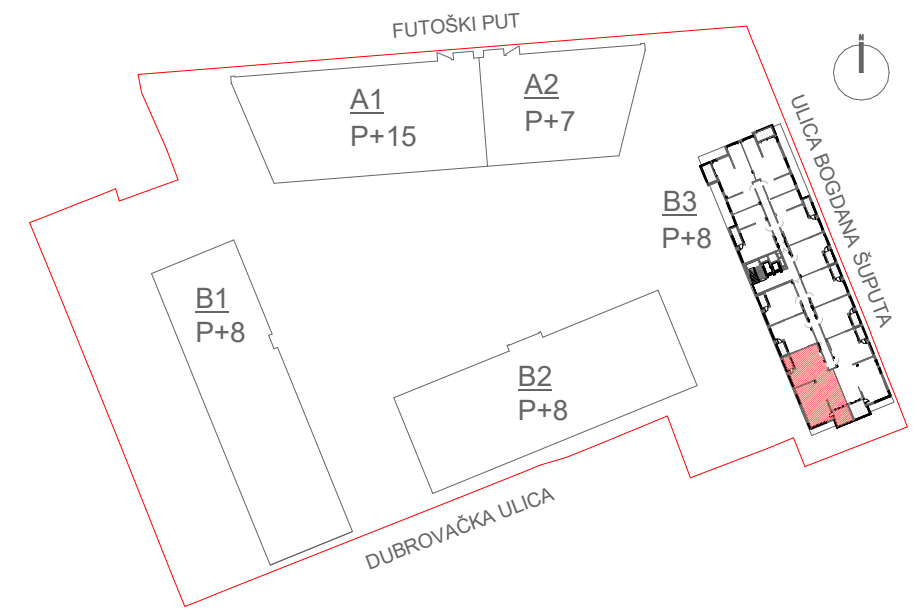 FUTOŠKI PUT
N
A1
P+15
A2
P+7
ULICA BOGDANA ŠUPUTA
B3
P+8
B1
P+8
B2
P+8
DUBROVAČKA ULICA